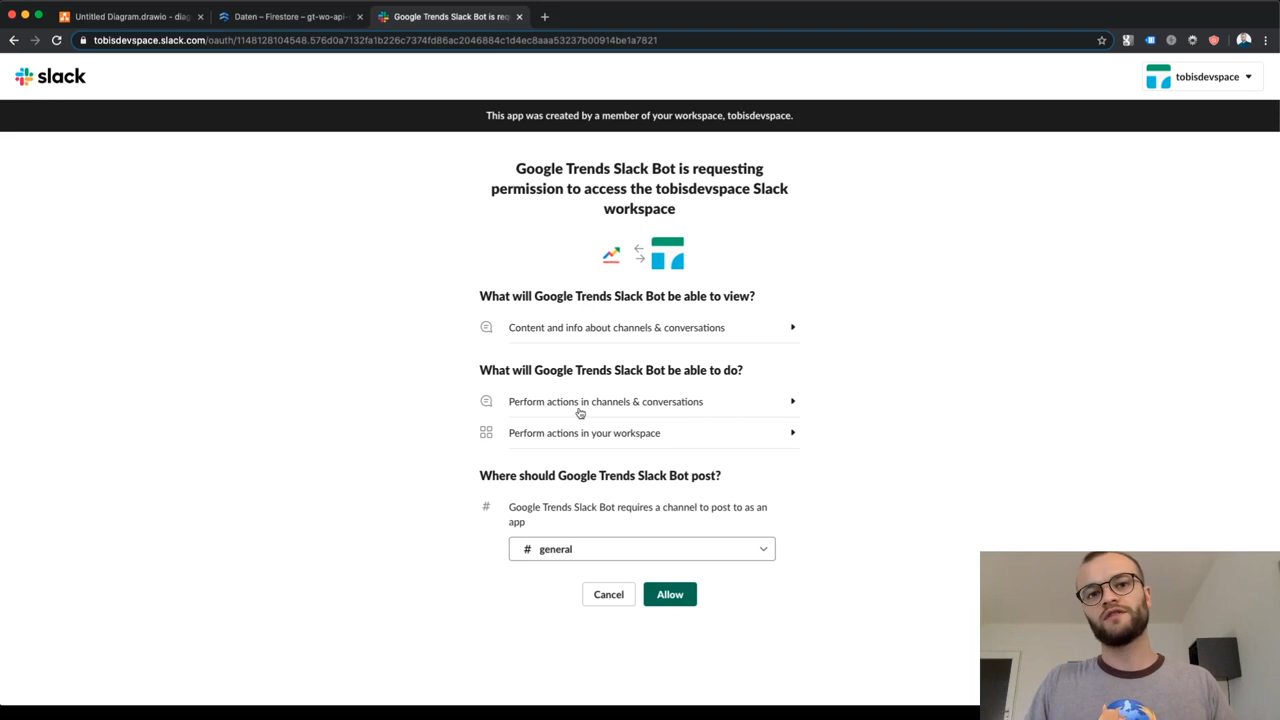 Untitled Diagram.drawio - diag
Daten – Firestore – gt-wo-api-
Google Trends Slack Bot is req
tobisdevspace.slack.com/oauth/1148128104548.576d0a7132fa1b226c7374fd86ac2046884c1d4ec8aaa53237b00914be1a7821
slack
tobisdevspace
This app was created by a member of your workspace, tobisdevspace.
Google Trends Slack Bot is requesting
permission to access the tobisdevspace Slack
workspace
What will Google Trends Slack Bot be able to view?
Content and info about channels & conversations
What will Google Trends Slack Bot be able to do?
Perform actions in channels & conversations
Perform actions in your workspace
Where should Google Trends Slack Bot post?
# Google Trends Slack Bot requires a channel to post to as an
app
# general
Cancel Allow